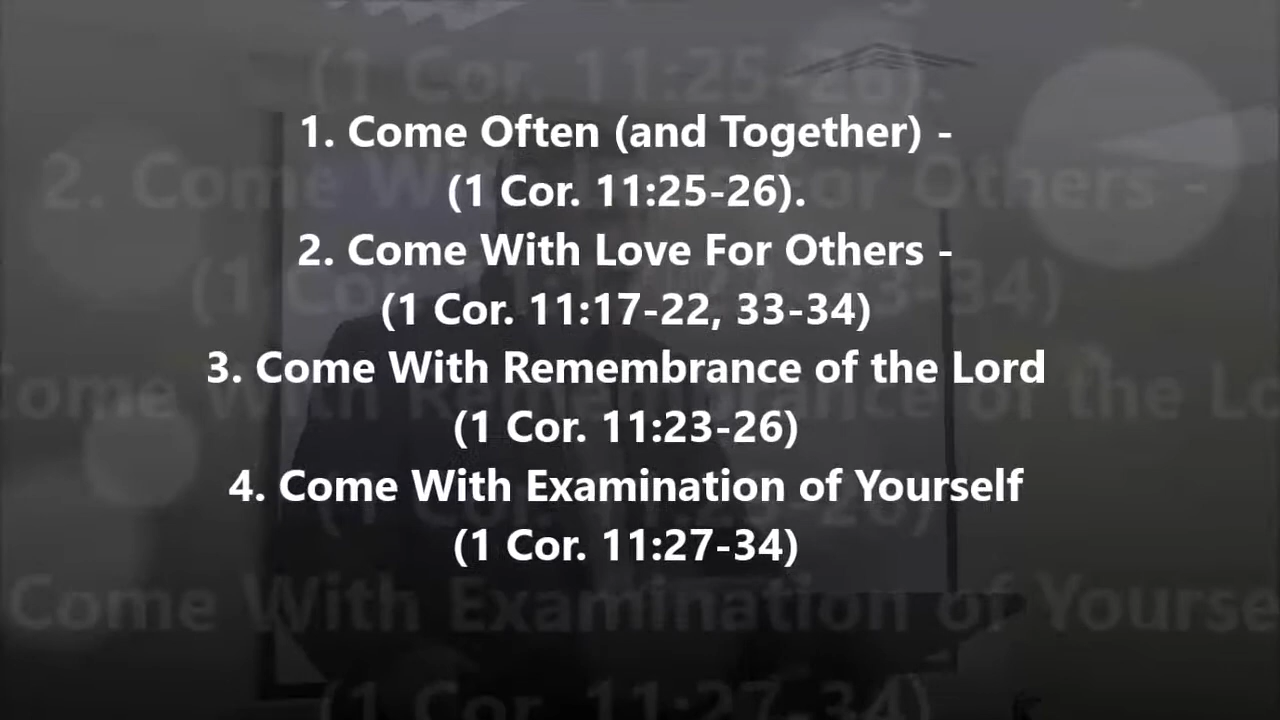 1. Come Often (and Together) -
(1 Cor. 11:25-26).
2. Come With Love For Others -
(1 Cor. 11:17-22, 33-34)
3. Come With Remembrance of the Lord
(1 Cor. 11:23-26)
4. Come With Examination of Yourself
(1 Cor. 11:27-34)